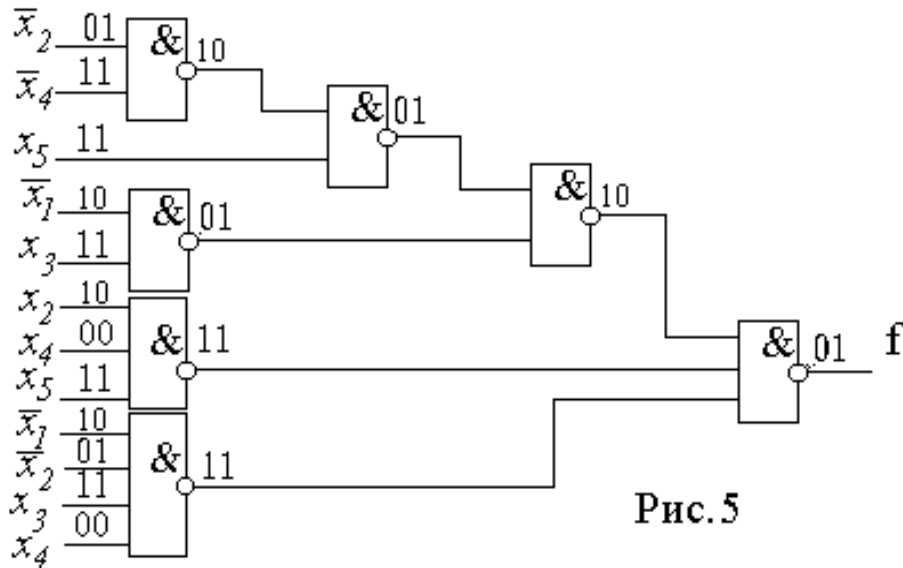 x̅₂ 01 & 10
x̅₄ 11
x₅ 11 & 01
x̅₁ 10 & 01
x₃ 11
& 10
x₂ 10
x₄ 00 & 11
x₅ 11
& 01 f
x̅₁ 10
x̅₂ 01 & 11
x₃ 11
x₄ 00
Рис. 5